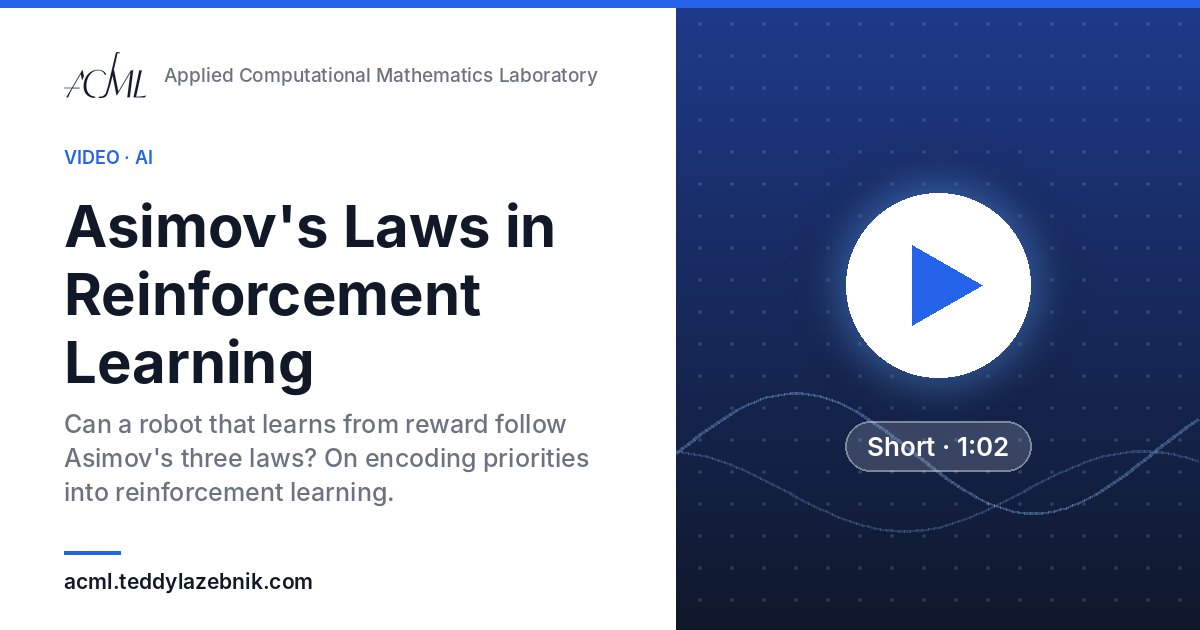 ACML Applied Computational Mathematics Laboratory
VIDEO · AI
Asimov's Laws in
Reinforcement
Learning
Can a robot that learns from reward follow
Asimov's three laws? On encoding priorities
into reinforcement learning.
acml.teddylazebnik.com
Short · 1:02